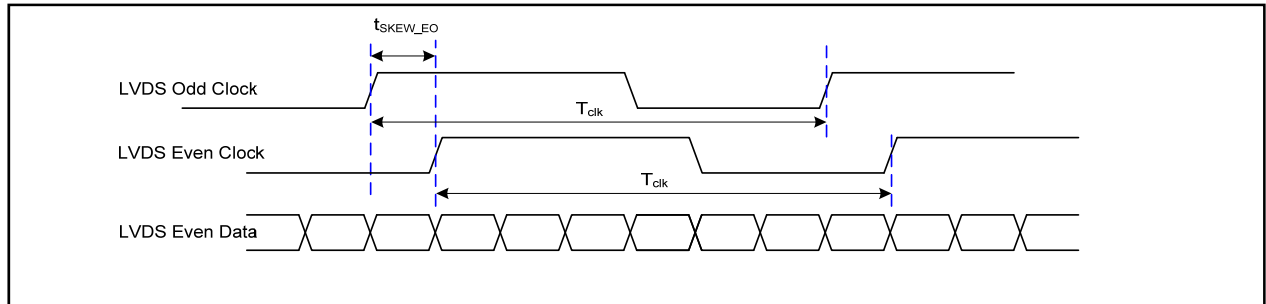 tSKEW_EO
LVDS Odd Clock
Tclk
LVDS Even Clock
Tclk
LVDS Even Data